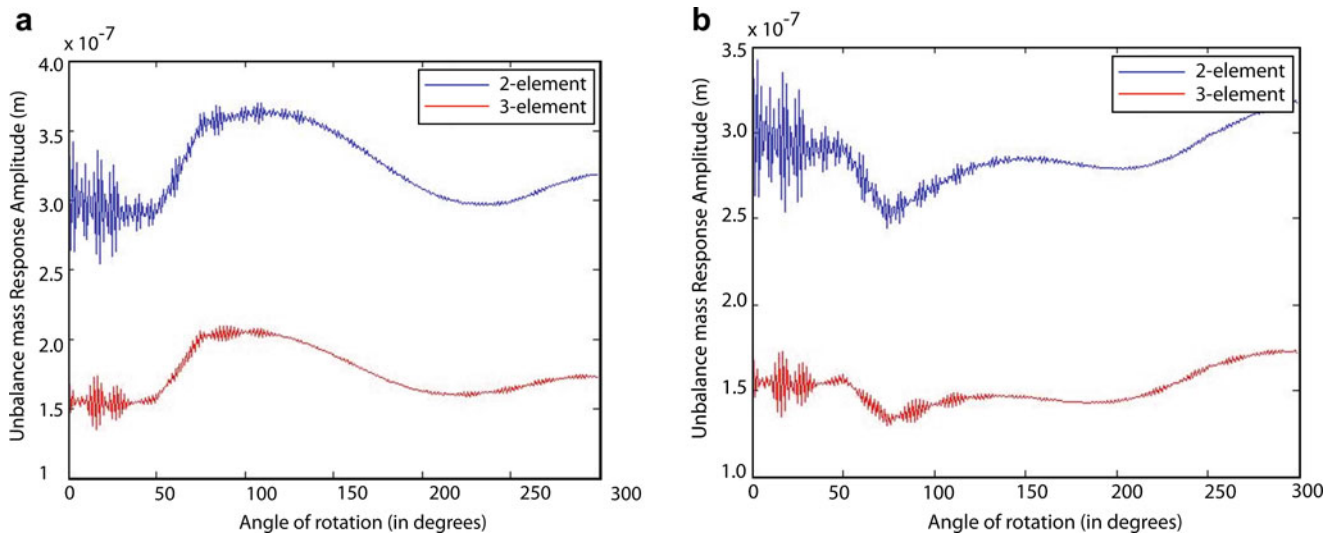 a
x 10-7
4.0
3.5
3.0
2.5
2.0
1.5
1
0 50 100 150 200 250 300
Unbalance mass Response Amplitude (m)
Angle of rotation (in degrees)
2-element
3-element
b
x 10-7
3.5
3.0
2.5
2.0
1.5
1.0
0 50 100 150 200 250 300
Unbalance mass Response Amplitude (m)
Angle of rotation (in degrees)
2-element
3-element